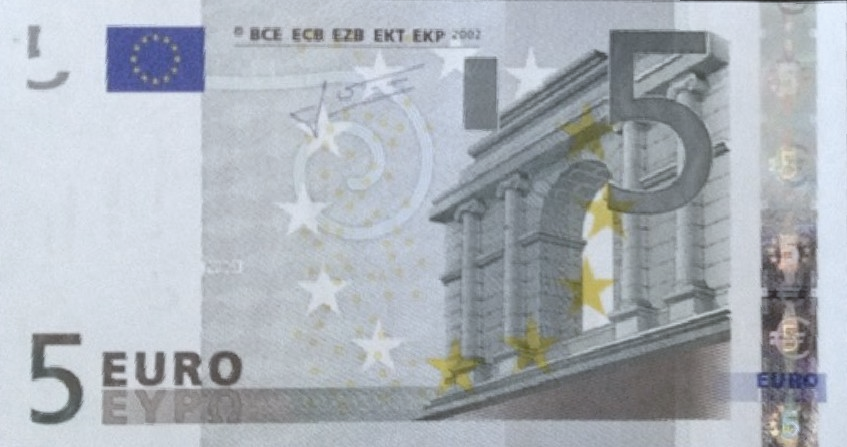 © BCE ECB EZB EKT EKP 2002
5
5 EURO
ΕΥΡΩ
EURO
5